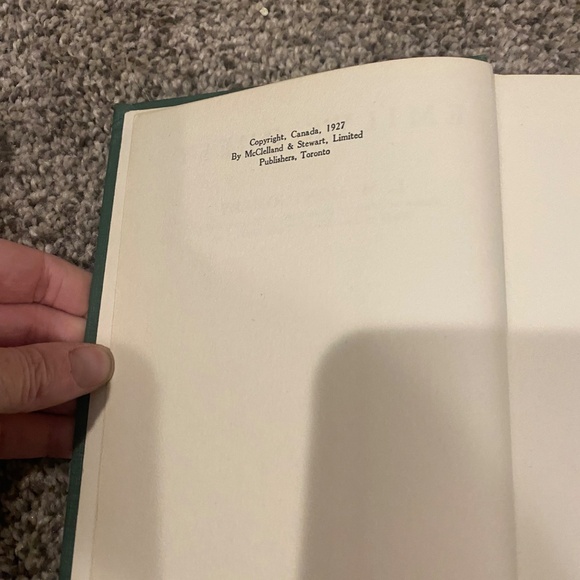 Copyright, Canada, 1927
By McClelland & Stewart, Limited
Publishers, Toronto